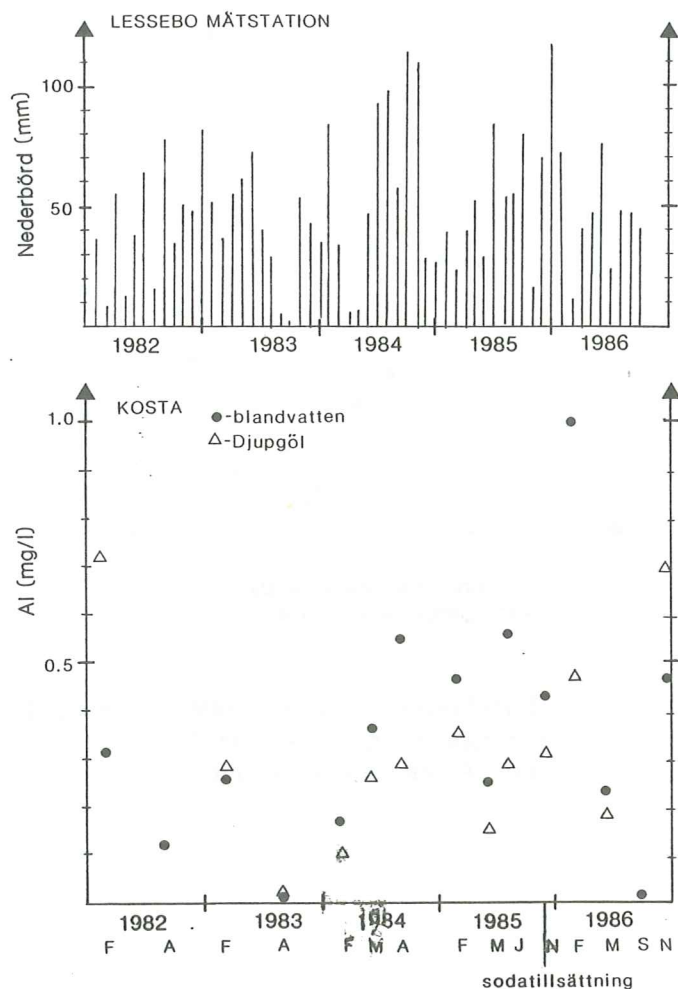 LESSEBO MÄTSTATION
Nederbörd (mm)
100
50
1982 1983 1984 1985 1986
KOSTA
-blandvatten
-Djupgöl
Al (mg/l)
1.0
0.5
1982 1983 1984 1985 1986
F A F A F M A F M J N F M S N
sodatillsättning